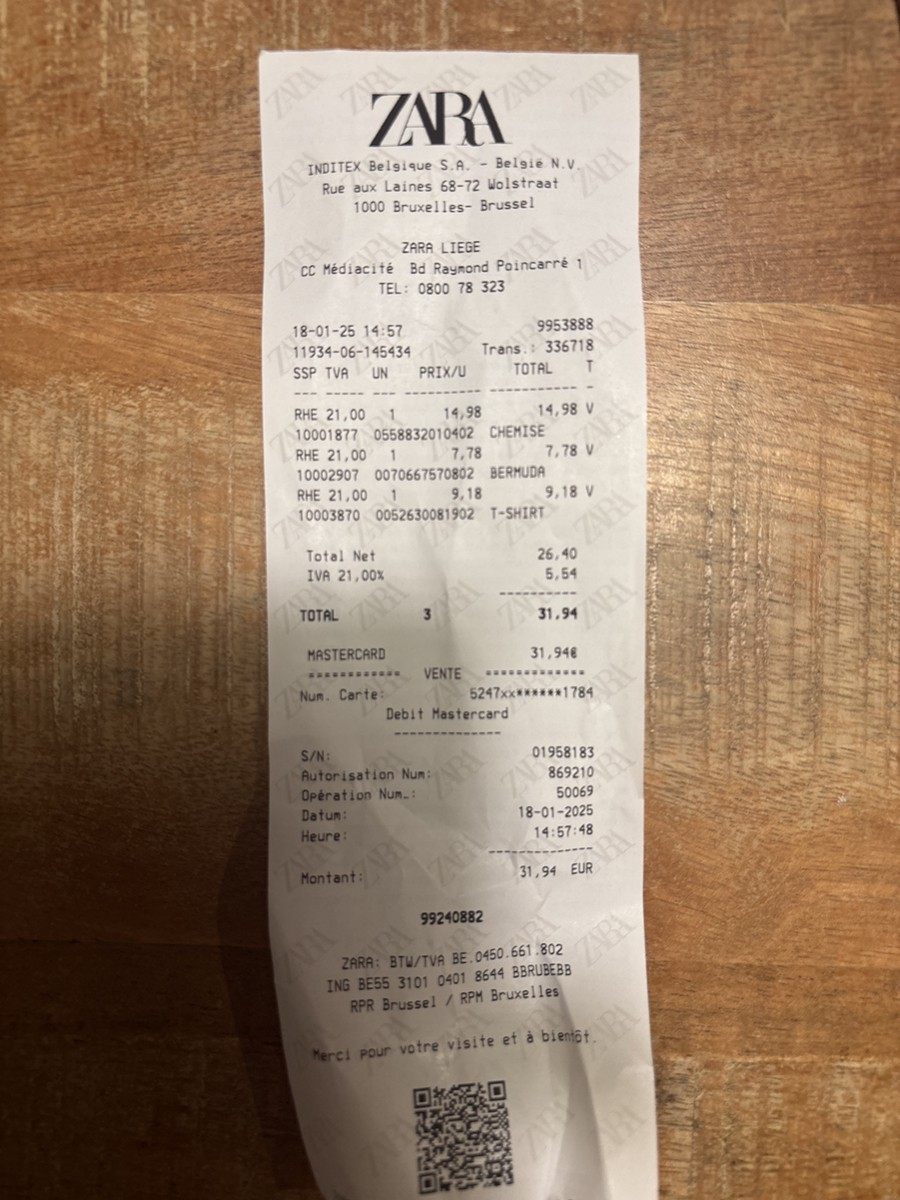 ZARA
INDITEX Belgique S.A. - België N.V.
Rue aux Laines 68-72 Wolstraat
1000 Bruxelles- Brussel
ZARA LIEGE
CC Médiacité Bd Raymond Poincarré 1
TEL: 0800 78 323
18-01-25 14:57 9953888
11934-06-145434 Trans.: 336718
SSP TVA UN PRIX/U TOTAL T
--- ----- --- ---------- ---------- -
RHE 21,00 1 14,98 14,98 V
10001877 0558832010402 CHEMISE
RHE 21,00 1 7,78 7,78 V
10002907 0070667570802 BERMUDA
RHE 21,00 1 9,18 9,18 V
10003870 0052630081902 T-SHIRT
Total Net 26,40
IVA 21,00% 5,54
----------
TOTAL 3 31,94
MASTERCARD 31,94€
============ VENTE =============
Num. Carte: 5247xx******1784
Debit Mastercard
--------------
S/N: 01958183
Autorisation Num: 869210
Opération Num.: 50069
Datum: 18-01-2025
Heure: 14:57:48
--------------
Montant: 31,94 EUR
99240882
ZARA: BTW/TVA BE.0450.661.802
ING BE55 3101 0401 8644 BBRUBEBB
RPR Brussel / RPM Bruxelles
Merci pour votre visite et à bientôt.